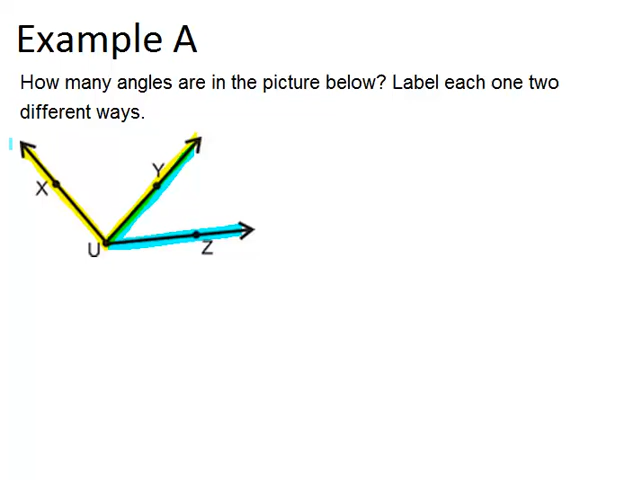 Example A
How many angles are in the picture below? Label each one two
different ways.
Y
X
U
Z